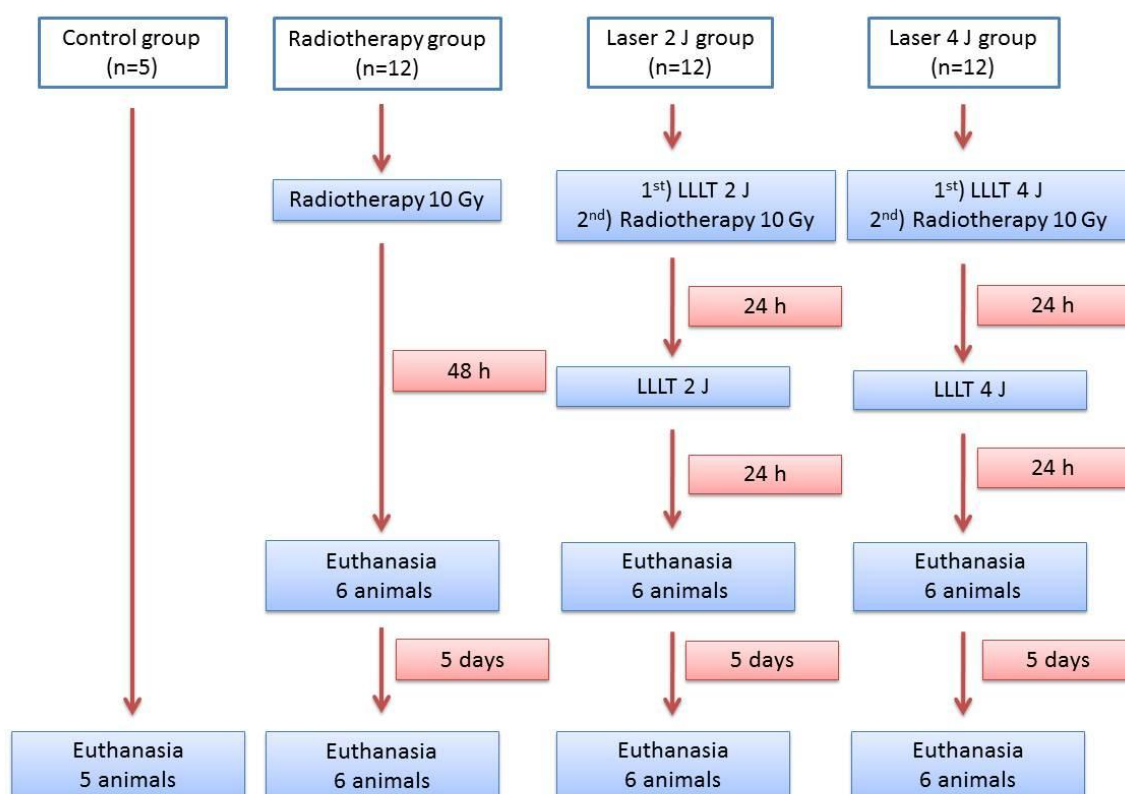 Control group
(n=5)
Radiotherapy group
(n=12)
Laser 2 J group
(n=12)
Laser 4 J group
(n=12)
Radiotherapy 10 Gy
1st) LLLT 2 J
2nd) Radiotherapy 10 Gy
1st) LLLT 4 J
2nd) Radiotherapy 10 Gy
24 h
24 h
48 h
LLLT 2 J
LLLT 4 J
24 h
24 h
Euthanasia
6 animals
Euthanasia
6 animals
Euthanasia
6 animals
5 days
5 days
5 days
Euthanasia
5 animals
Euthanasia
6 animals
Euthanasia
6 animals
Euthanasia
6 animals